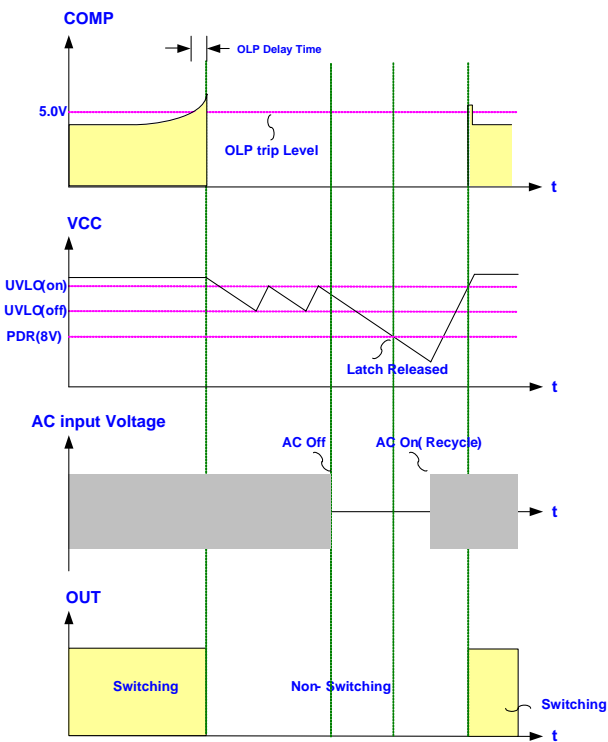 COMP
OLP Delay Time
5.0V
OLP trip Level
t
VCC
UVLO(on)
UVLO(off)
PDR(8V)
Latch Released
t
AC input Voltage
AC Off
AC On( Recycle)
t
OUT
Switching
Non- Switching
Switching
t